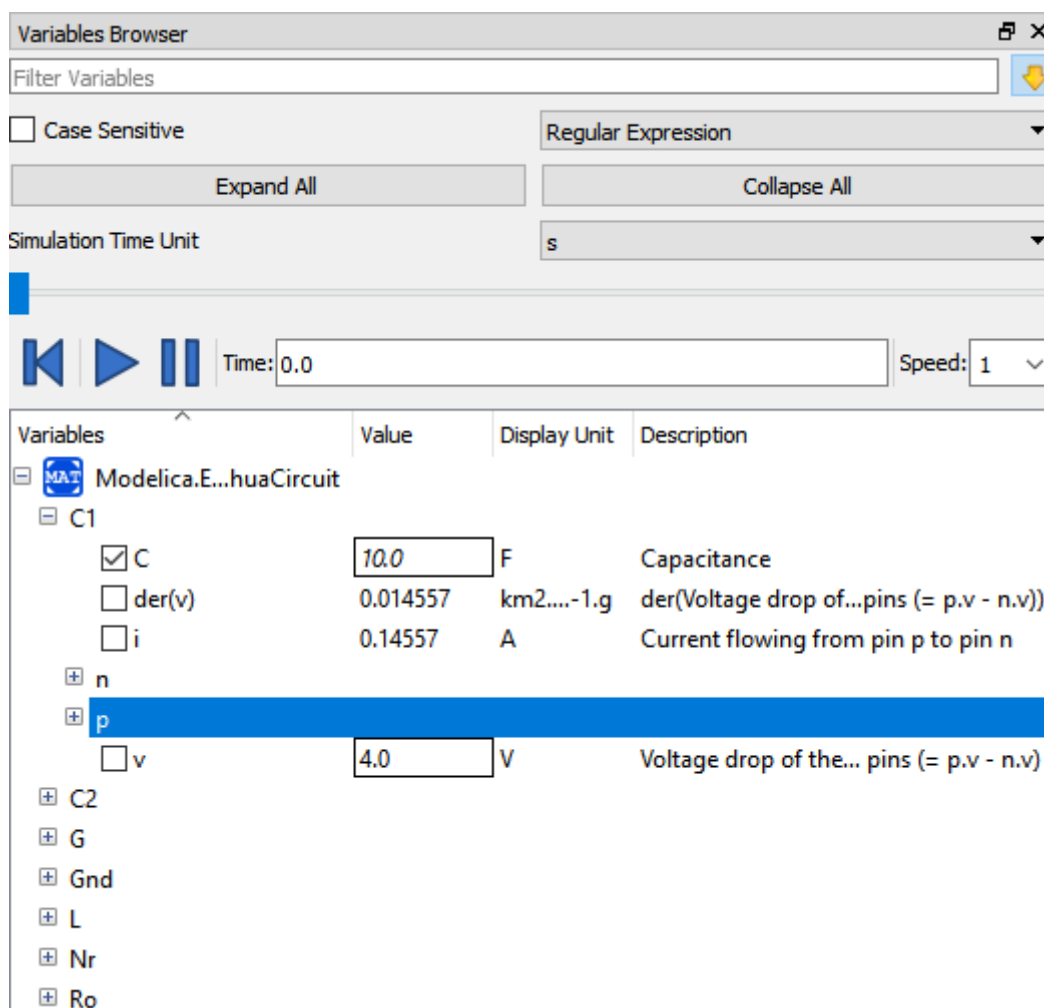 Variables Browser
Filter Variables
Case Sensitive Regular Expression
Expand All Collapse All
Simulation Time Unit s
Time: 0.0 Speed: 1
Variables Value Display Unit Description
MAT Modelica.E...huaCircuit
C1
C 10.0 F Capacitance
der(v) 0.014557 km2....-1.g der(Voltage drop of...pins (= p.v - n.v))
i 0.14557 A Current flowing from pin p to pin n
n
p
v 4.0 V Voltage drop of the... pins (= p.v - n.v)
C2
G
Gnd
L
Nr
Ro